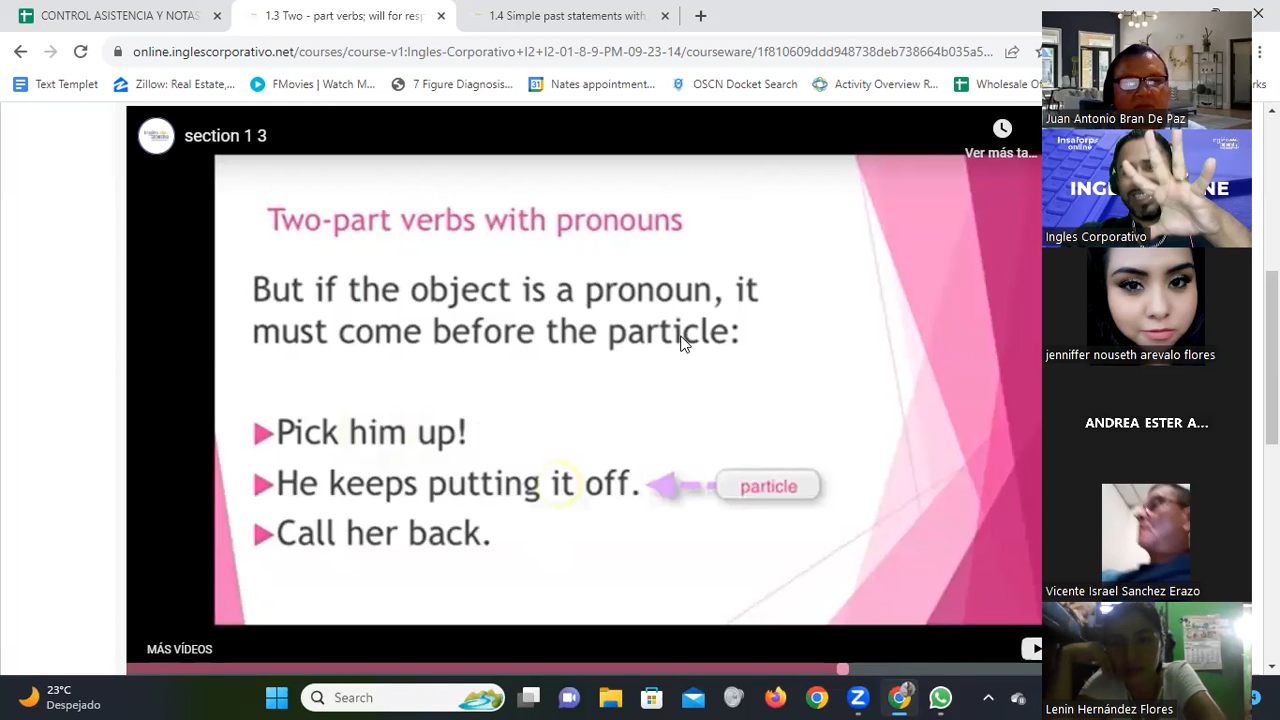 CONTROL ASISTENCIA Y NOTAS
1.3 Two - part verbs; will for resp
1.4 Simple past statements with
online.inglescorporativo.net/courses/course-v1:Ingles-Corporativo+I2+I2-01-8-9-PM-09-23-14/courseware/1f810609ddd948738deb738664b035a5...
Text Templet
Zillow: Real Estate,...
FMovies | Watch M...
7 Figure Diagnosed...
Rates appointment...
OSCN Docket Search
Activity Overview -...
Wholesale O
section 1 3
Ver más ta...
Two-part verbs with pronouns
But if the object is a pronoun, it
must come before the particle:
Pick him up!
He keeps putting it off.
particle
Call her back.
MÁS VÍDEOS
23°C
Despejado
Search
Juan Antonio Bran De Paz
Insaforp
online
INGL NE
Ingles Corporativo
jenniffer nouseth arevalo flores
ANDREA ESTER A...
Vicente Israel Sanchez Erazo
Lenin Hernández Flores